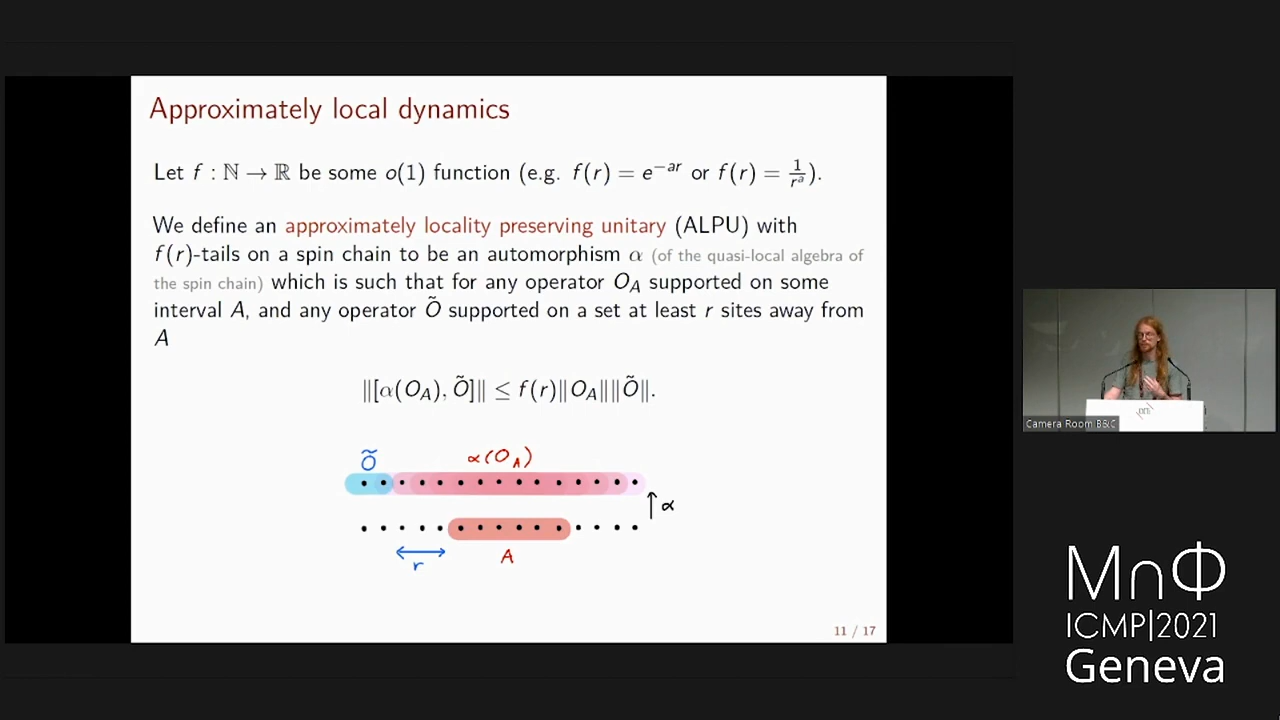 Approximately local dynamics
Let f : ℕ → ℝ be some o(1) function (e.g. f(r) = e^{−ar} or f(r) = 1/r^a).
We define an approximately locality preserving unitary (ALPU) with
f(r)-tails on a spin chain to be an automorphism α (of the quasi-local algebra of
the spin chain) which is such that for any operator O_A supported on some
interval A, and any operator Õ supported on a set at least r sites away from
A
‖[α(O_A), Õ]‖ ≤ f(r)‖O_A‖‖Õ‖.
Õ
α(O_A)
↑ α
r
A
11 / 17
Camera Room B&C
M∩Φ
ICMP|2021
Geneva